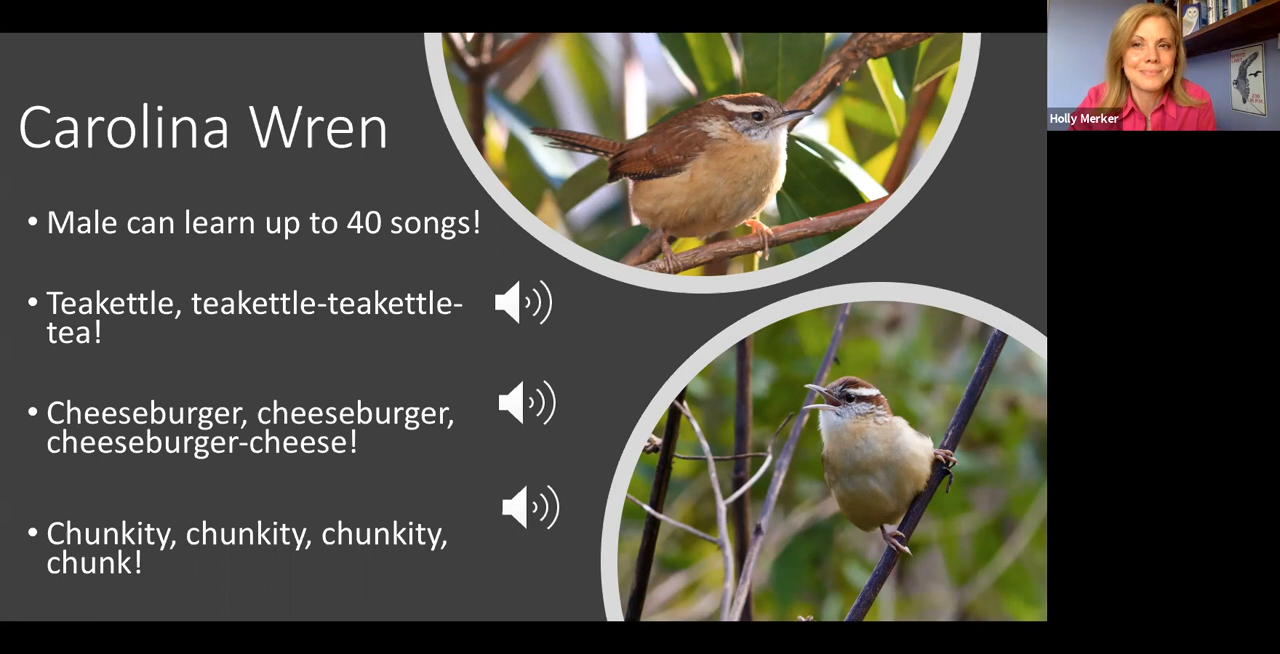 Carolina Wren
• Male can learn up to 40 songs!
• Teakettle, teakettle-teakettle-
tea!
• Cheeseburger, cheeseburger,
cheeseburger-cheese!
• Chunkity, chunkity, chunkity,
chunk!
Holly Merker